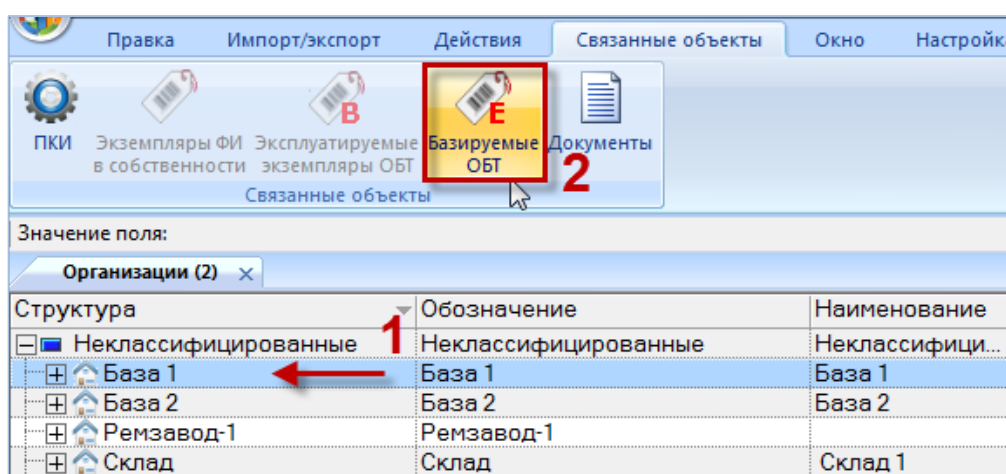 Правка Импорт/экспорт Действия Связанные объекты Окно Настройк
B E
ПКИ Экземпляры ФИ Эксплуатируемые Базируемые Документы
в собственности экземпляры ОБТ ОБТ 2
Связанные объекты
Значение поля:
Организации (2) ×
Структура Обозначение Наименование
1
Неклассифицированные Неклассифицированные Неклассифици...
База 1 База 1 База 1
База 2 База 2 База 2
Ремзавод-1 Ремзавод-1
Склад Склад Склад 1